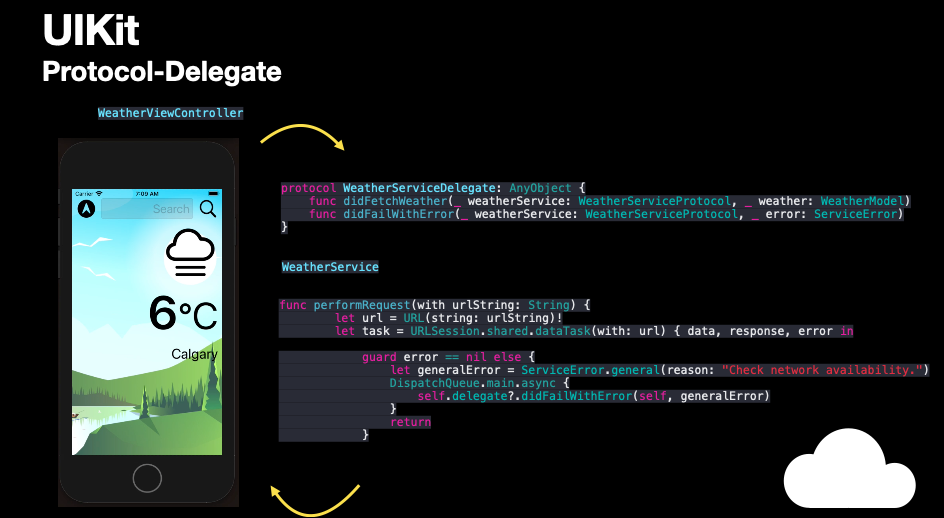 UIKit
Protocol-Delegate
WeatherViewController
Carrier 7:09 AM
Search
6°C
Calgary
protocol WeatherServiceDelegate: AnyObject {
    func didFetchWeather(_ weatherService: WeatherServiceProtocol, _ weather: WeatherModel)
    func didFailWithError(_ weatherService: WeatherServiceProtocol, _ error: ServiceError)
}
WeatherService
func performRequest(with urlString: String) {
        let url = URL(string: urlString)!
        let task = URLSession.shared.dataTask(with: url) { data, response, error in
            guard error == nil else {
                let generalError = ServiceError.general(reason: "Check network availability.")
                DispatchQueue.main.async {
                    self.delegate?.didFailWithError(self, generalError)
                }
                return
            }